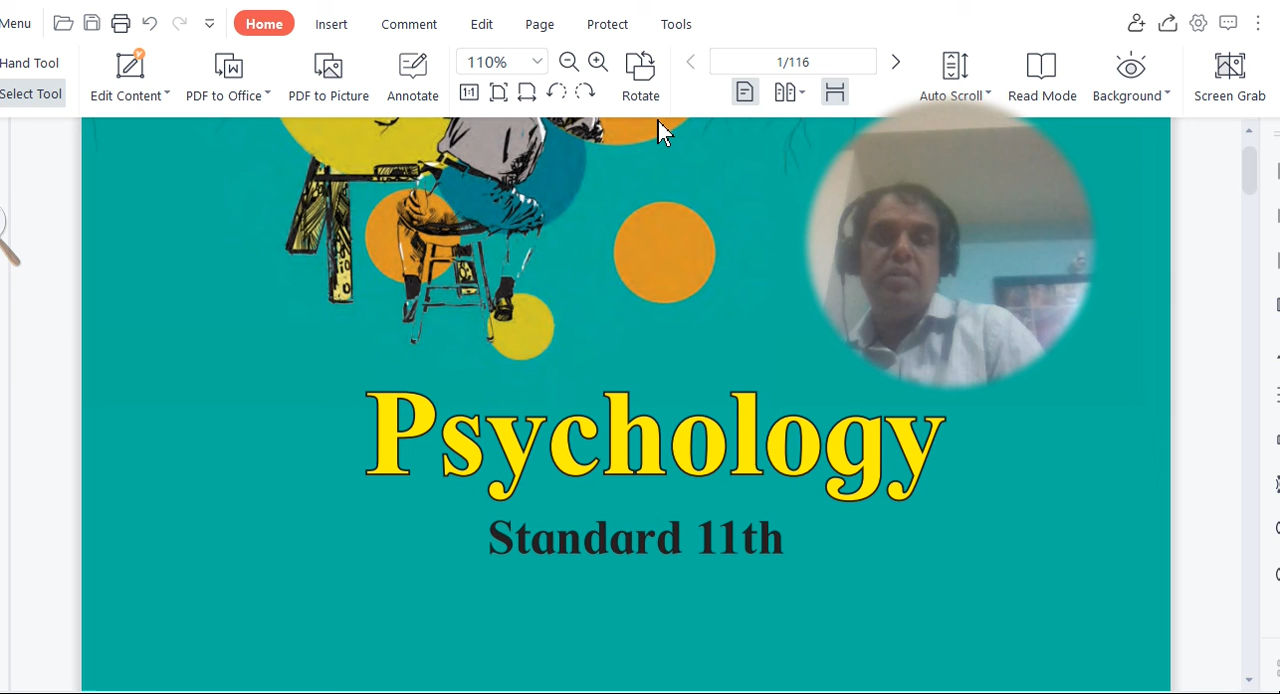 Menu
Home
Insert
Comment
Edit
Page
Protect
Tools
Hand Tool
Select Tool
Edit Content
PDF to Office
PDF to Picture
Annotate
110%
1:1
Rotate
1/116
Auto Scroll
Read Mode
Background
Screen Grab
Psychology
Standard 11th